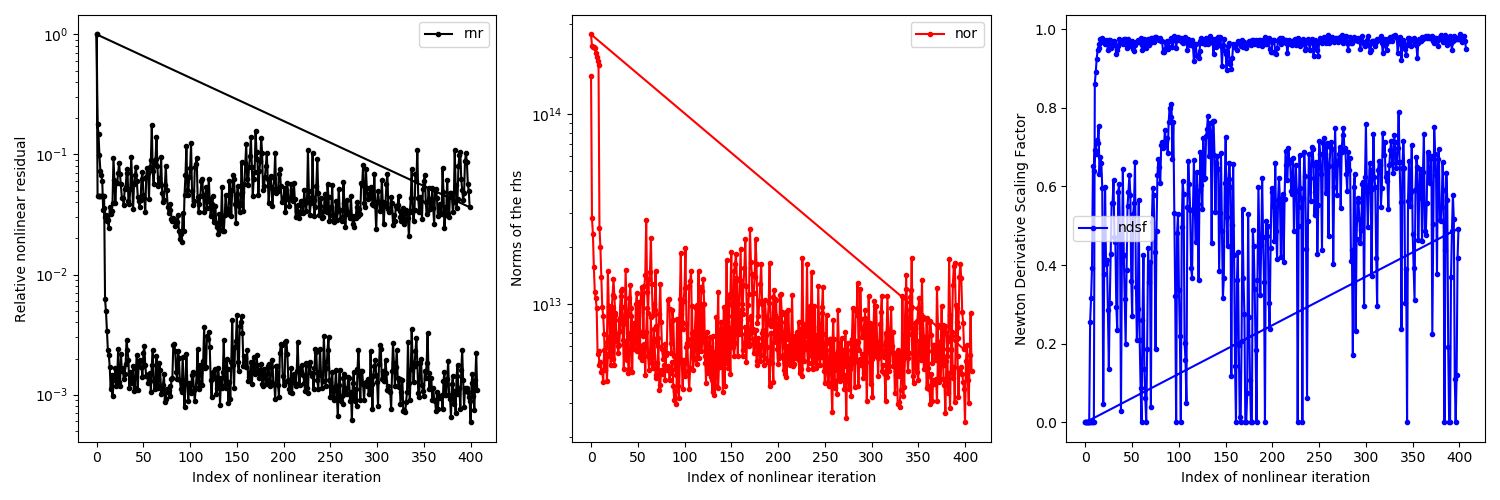 Relative nonlinear residual
10⁰
10⁻¹
10⁻²
10⁻³
0 50 100 150 200 250 300 350 400
Index of nonlinear iteration
rnr
Norms of the rhs
10¹⁴
10¹³
0 50 100 150 200 250 300 350 400
Index of nonlinear iteration
nor
Newton Derivative Scaling Factor
1.0
0.8
0.6
0.4
0.2
0.0
0 50 100 150 200 250 300 350 400
Index of nonlinear iteration
ndsf